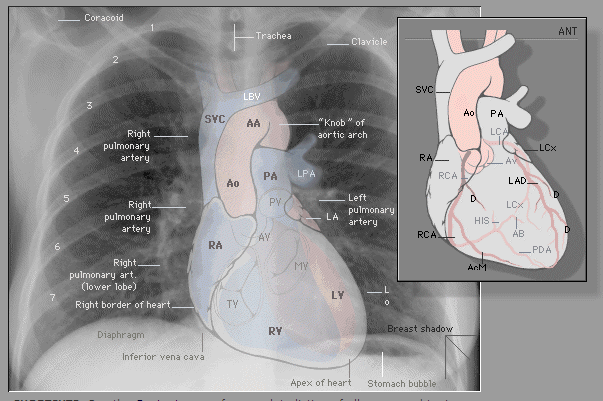 Coracoid
1
Trachea
Clavicle
2
LBV
3
SVC
AA
"Knob" of
aortic arch
4
Right
pulmonary
artery
Ao
PA
LPA
5
Right
pulmonary
artery
PV
LA
Left
pulmonary
artery
6
RA
AV
MV
Right
pulmonary art.
(lower lobe)
7
Right border of heart
TV
LV
L
o
RV
Diaphragm
Inferior vena cava
Breast shadow
Apex of heart
Stomach bubble
ANT
SVC
Ao
PA
LCA
LCx
RA
AV
RCA
LAD
D
LCx
D
HIS
AB
D
RCA
PDA
AcM